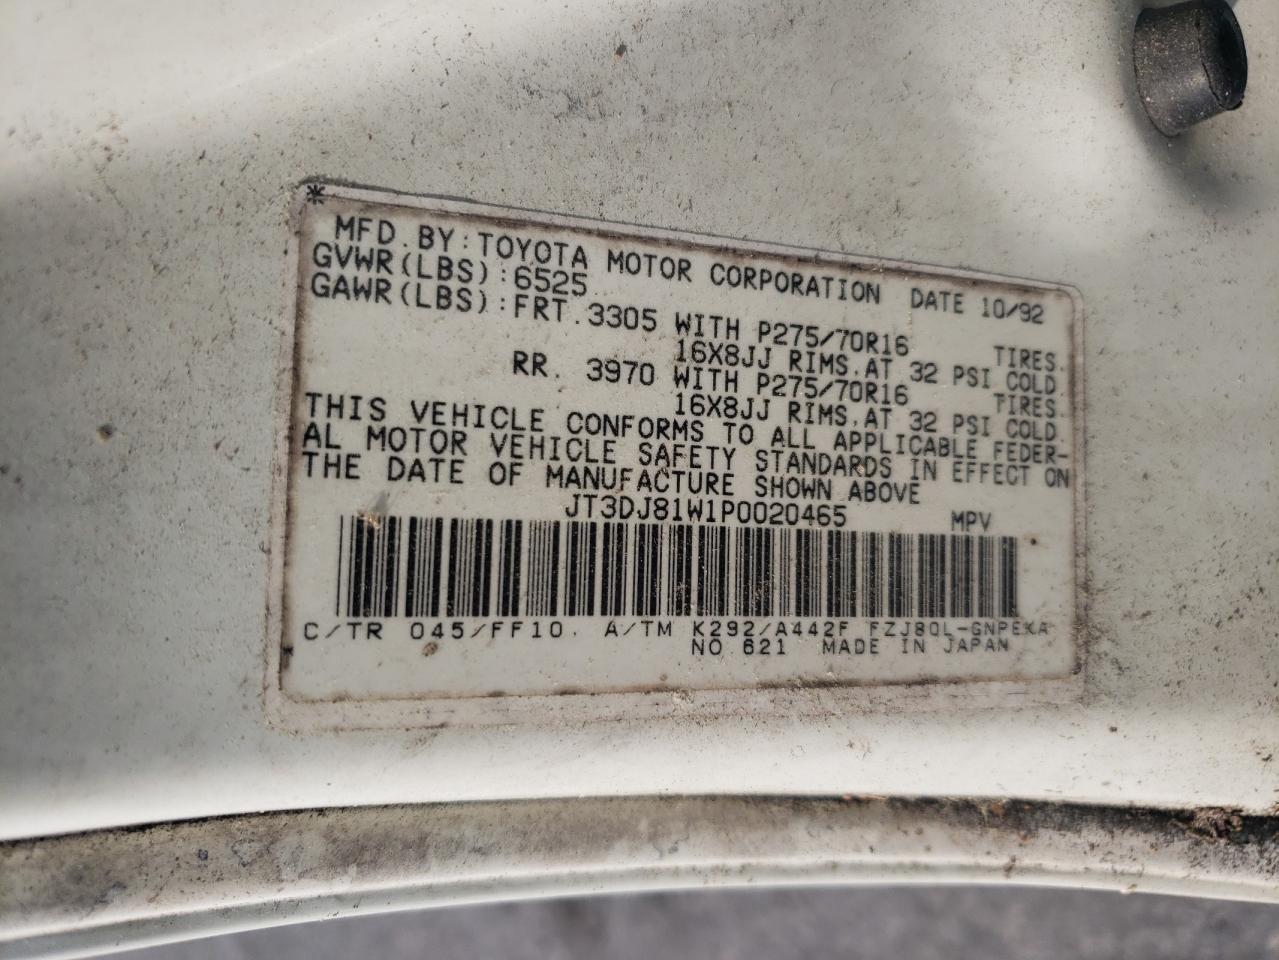 *
MFD. BY: TOYOTA MOTOR CORPORATION DATE 10/92
GVWR(LBS): 6525
GAWR(LBS): FRT. 3305 WITH P275/70R16 TIRES.
16X8JJ RIMS. AT 32 PSI COLD
RR. 3970 WITH P275/70R16 TIRES.
16X8JJ RIMS. AT 32 PSI COLD.
THIS VEHICLE CONFORMS TO ALL APPLICABLE FEDER-
AL MOTOR VEHICLE SAFETY STANDARDS IN EFFECT ON
THE DATE OF MANUFACTURE SHOWN ABOVE
JT3DJ81W1P0020465 MPV
C/TR 045/FF10. A/TM K292/A442F FZJ80L-GNPEKA
NO 621 MADE IN JAPAN